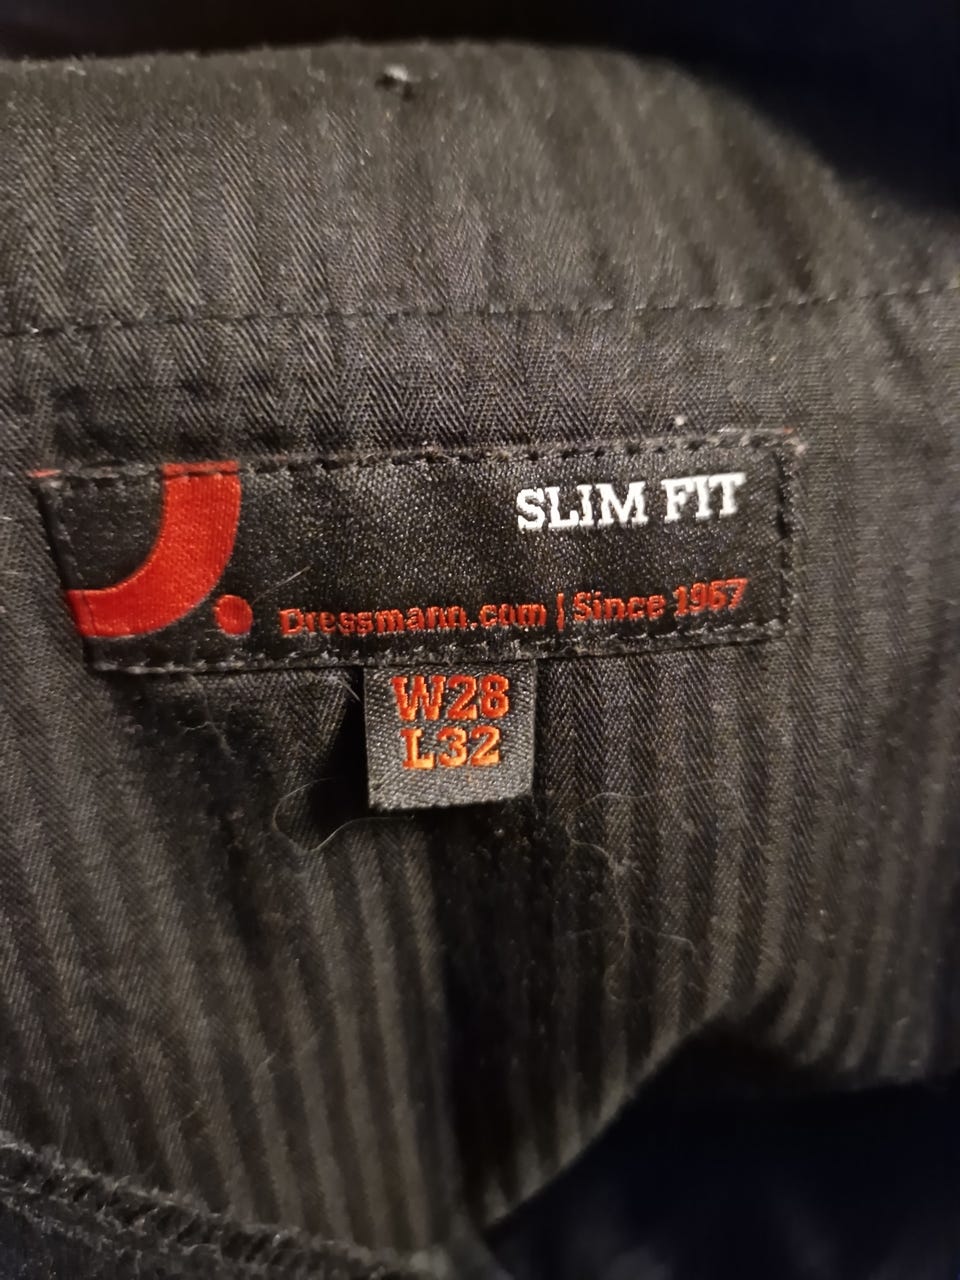 SLIM FIT
Dressmann.com | Since 1967
W28
L32